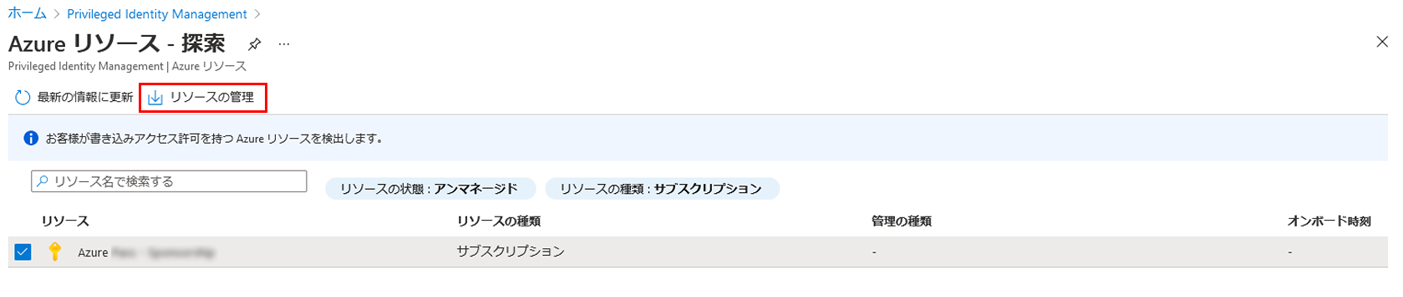 ホーム > Privileged Identity Management >
Azure リソース - 探索 ...
Privileged Identity Management | Azure リソース
最新の情報に更新 リソースの管理
お客様が書き込みアクセス許可を持つ Azure リソースを検出します。
リソース名で検索する リソースの状態 : アンマネージド リソースの種類 : サブスクリプション
リソース リソースの種類 管理の種類 オンボード時刻
Azure サブスクリプション - -